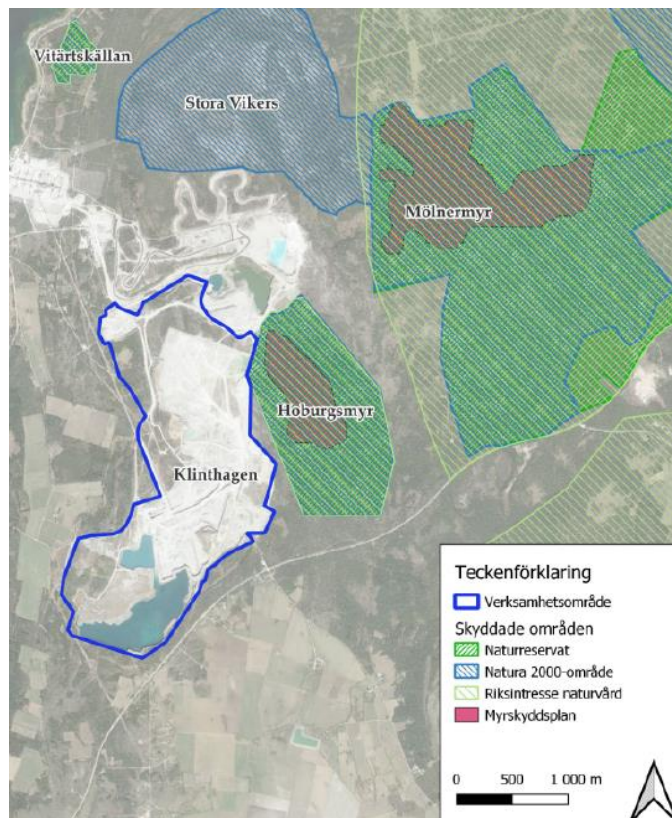 Vitärtskällan
Stora Vikers
Mölnermyr
Hoburgsmyr
Klinthagen
Teckenförklaring
Verksamhetsområde
Skyddade områden
Naturreservat
Natura 2000-område
Riksintresse naturvård
Myrskyddsplan
0 500 1 000 m